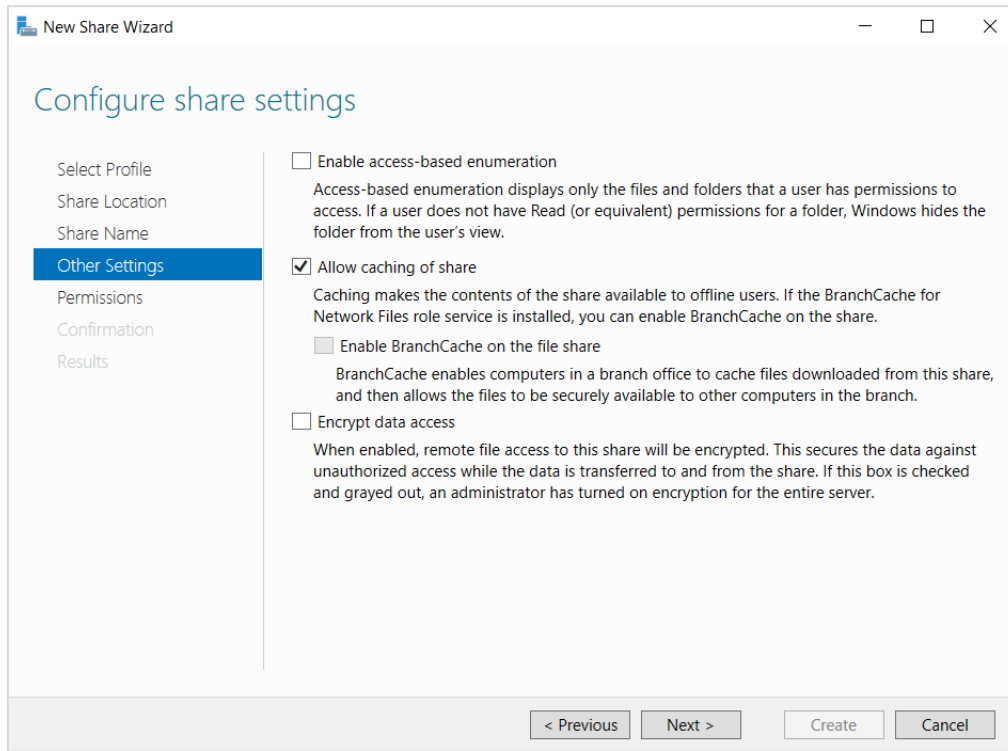 New Share Wizard
Configure share settings
Select Profile
Share Location
Share Name
Other Settings
Permissions
Confirmation
Results
Enable access-based enumeration
Access-based enumeration displays only the files and folders that a user has permissions to
access. If a user does not have Read (or equivalent) permissions for a folder, Windows hides the
folder from the user's view.
Allow caching of share
Caching makes the contents of the share available to offline users. If the BranchCache for
Network Files role service is installed, you can enable BranchCache on the share.
Enable BranchCache on the file share
BranchCache enables computers in a branch office to cache files downloaded from this share,
and then allows the files to be securely available to other computers in the branch.
Encrypt data access
When enabled, remote file access to this share will be encrypted. This secures the data against
unauthorized access while the data is transferred to and from the share. If this box is checked
and grayed out, an administrator has turned on encryption for the entire server.
< Previous
Next >
Create
Cancel